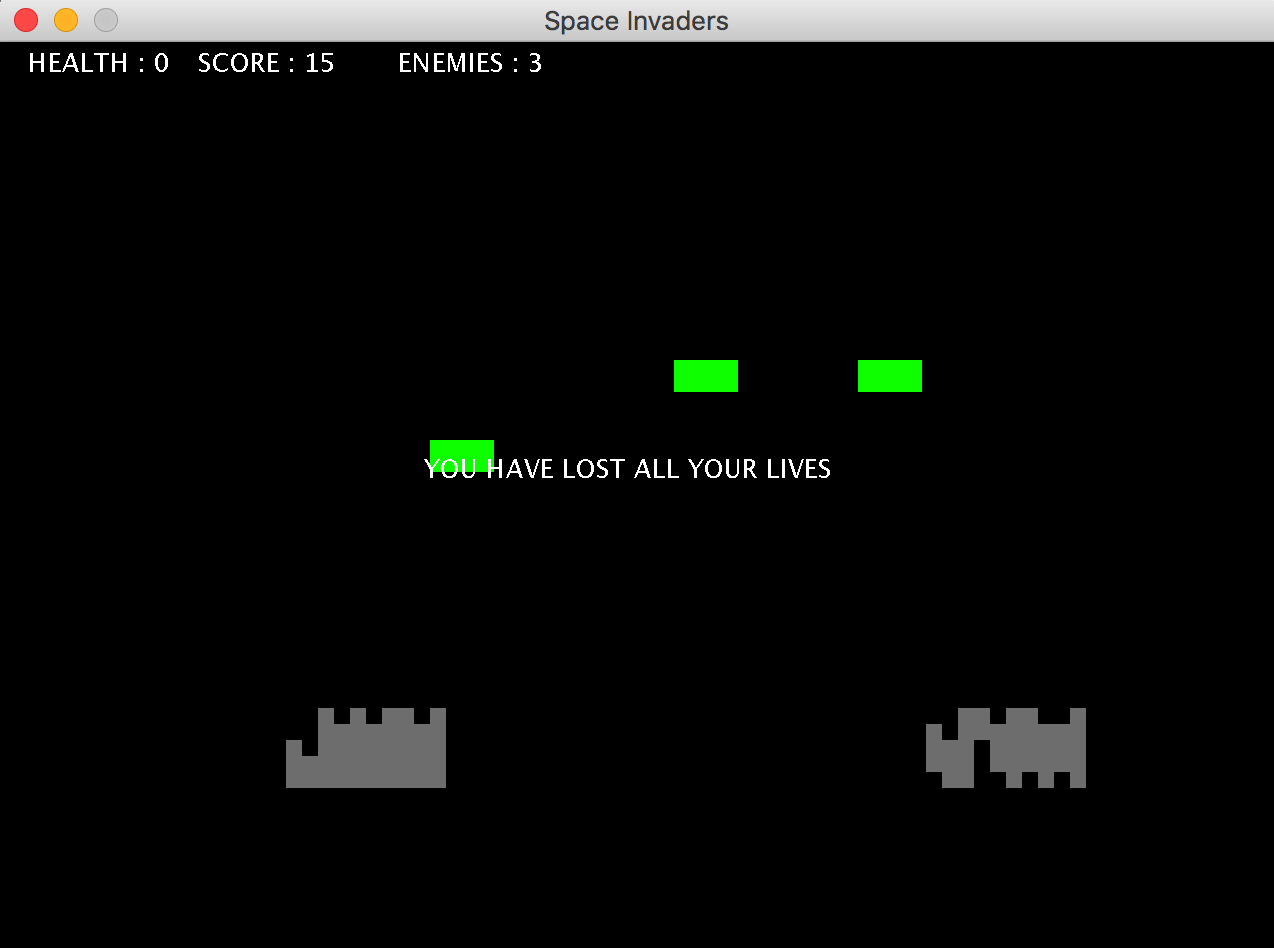 Space Invaders
HEALTH : 0 SCORE : 15 ENEMIES : 3
YOU HAVE LOST ALL YOUR LIVES